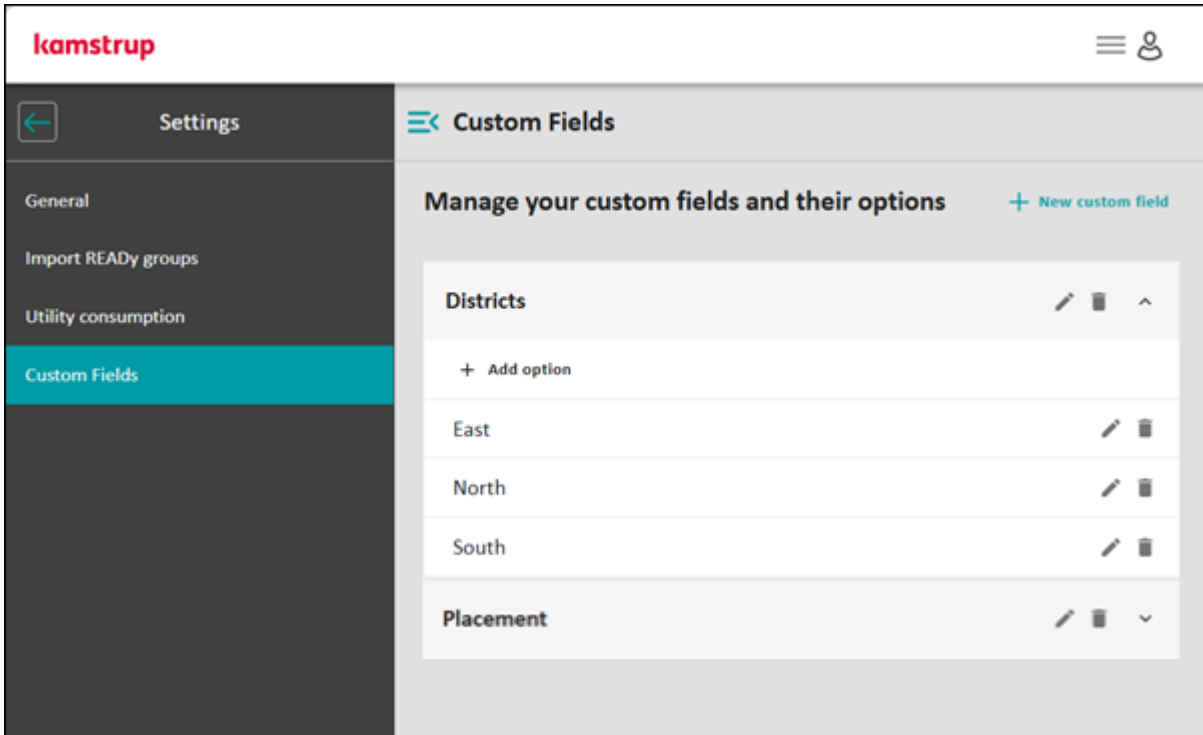 kamstrup
Settings
Custom Fields
General
Import READy groups
Utility consumption
Custom Fields
Manage your custom fields and their options
+ New custom field
Districts
+ Add option
East
North
South
Placement